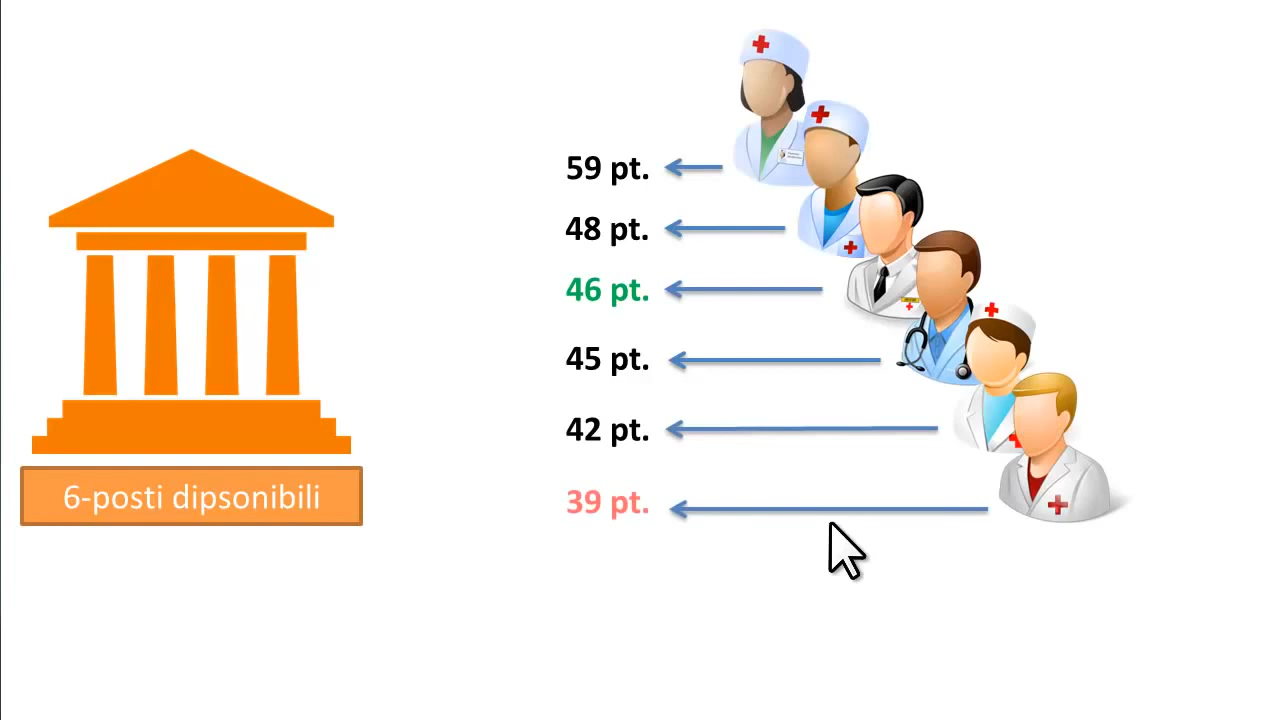 59 pt.
48 pt.
46 pt.
45 pt.
42 pt.
39 pt.
6-posti dipsonibili